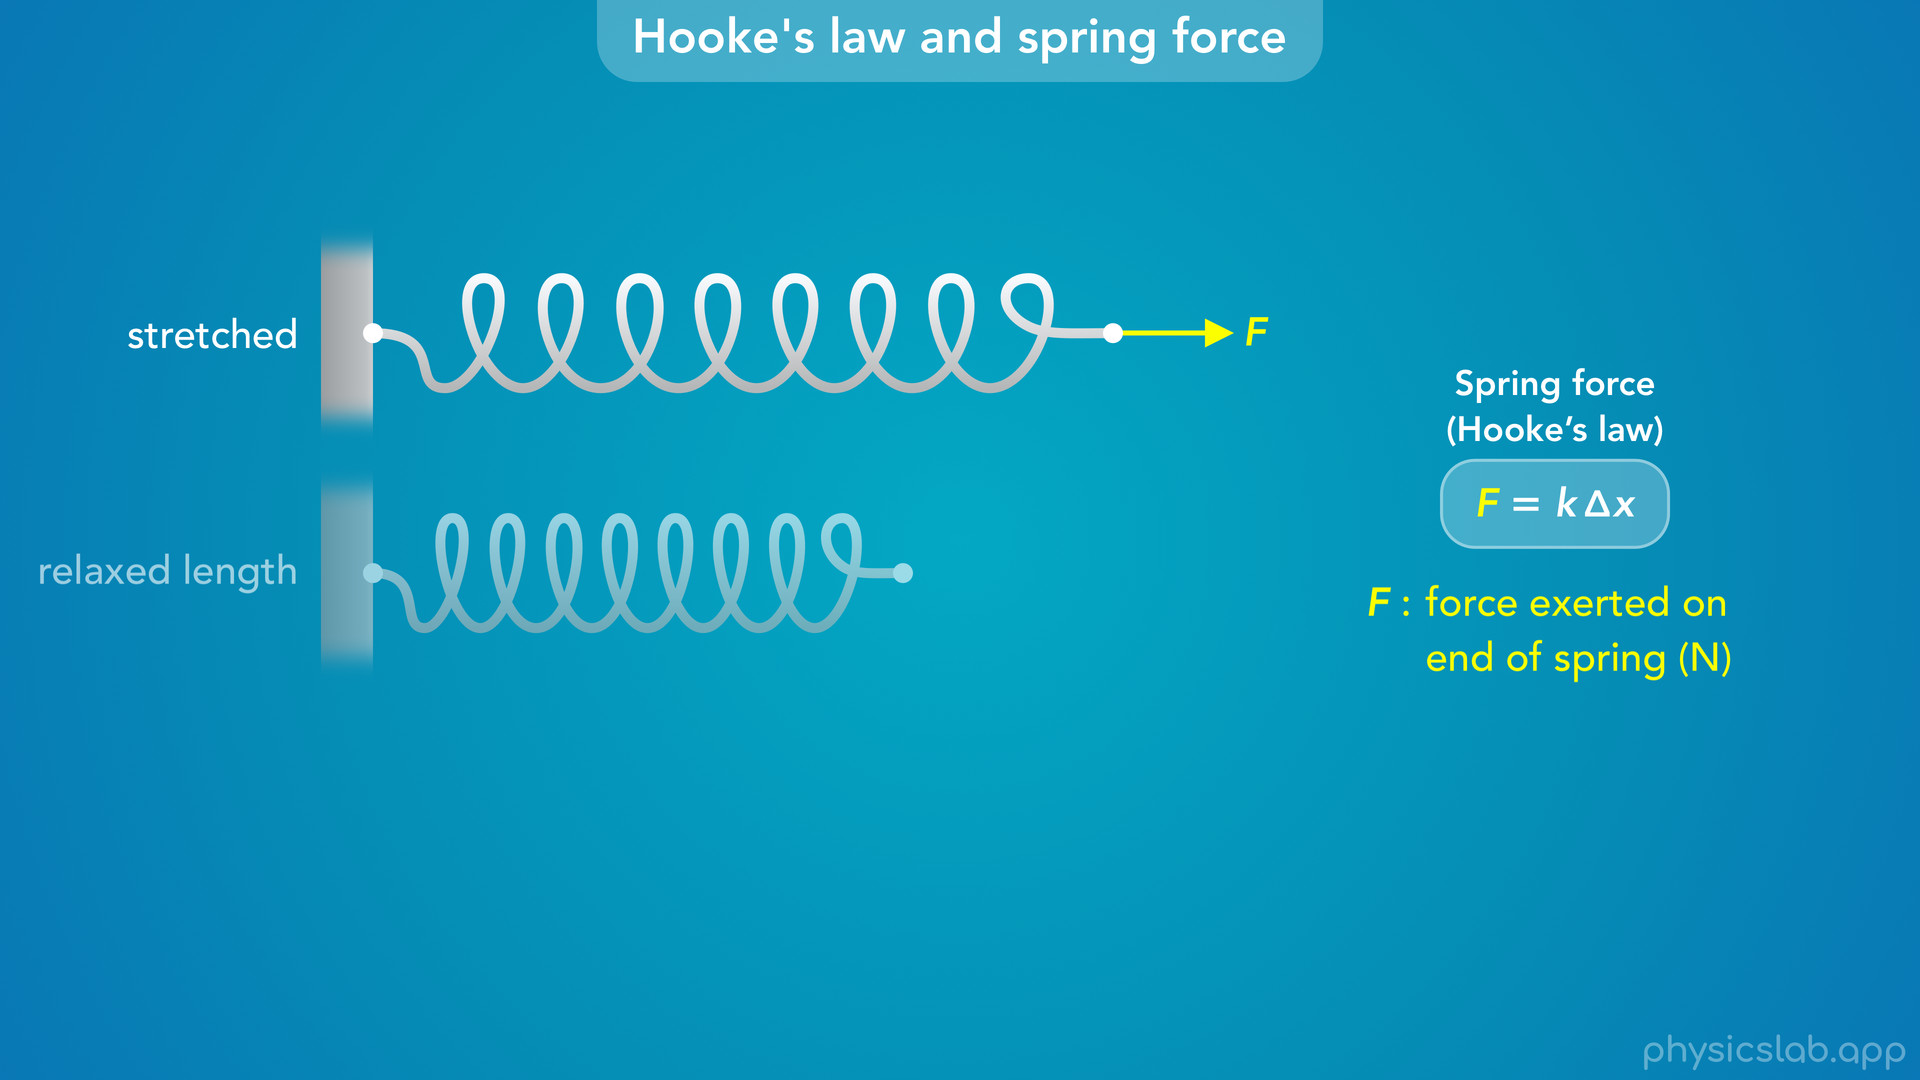 Hooke's law and spring force
stretched
F
relaxed length
Spring force
(Hooke’s law)
F = k Δx
F : force exerted on
end of spring (N)
physicslab.app